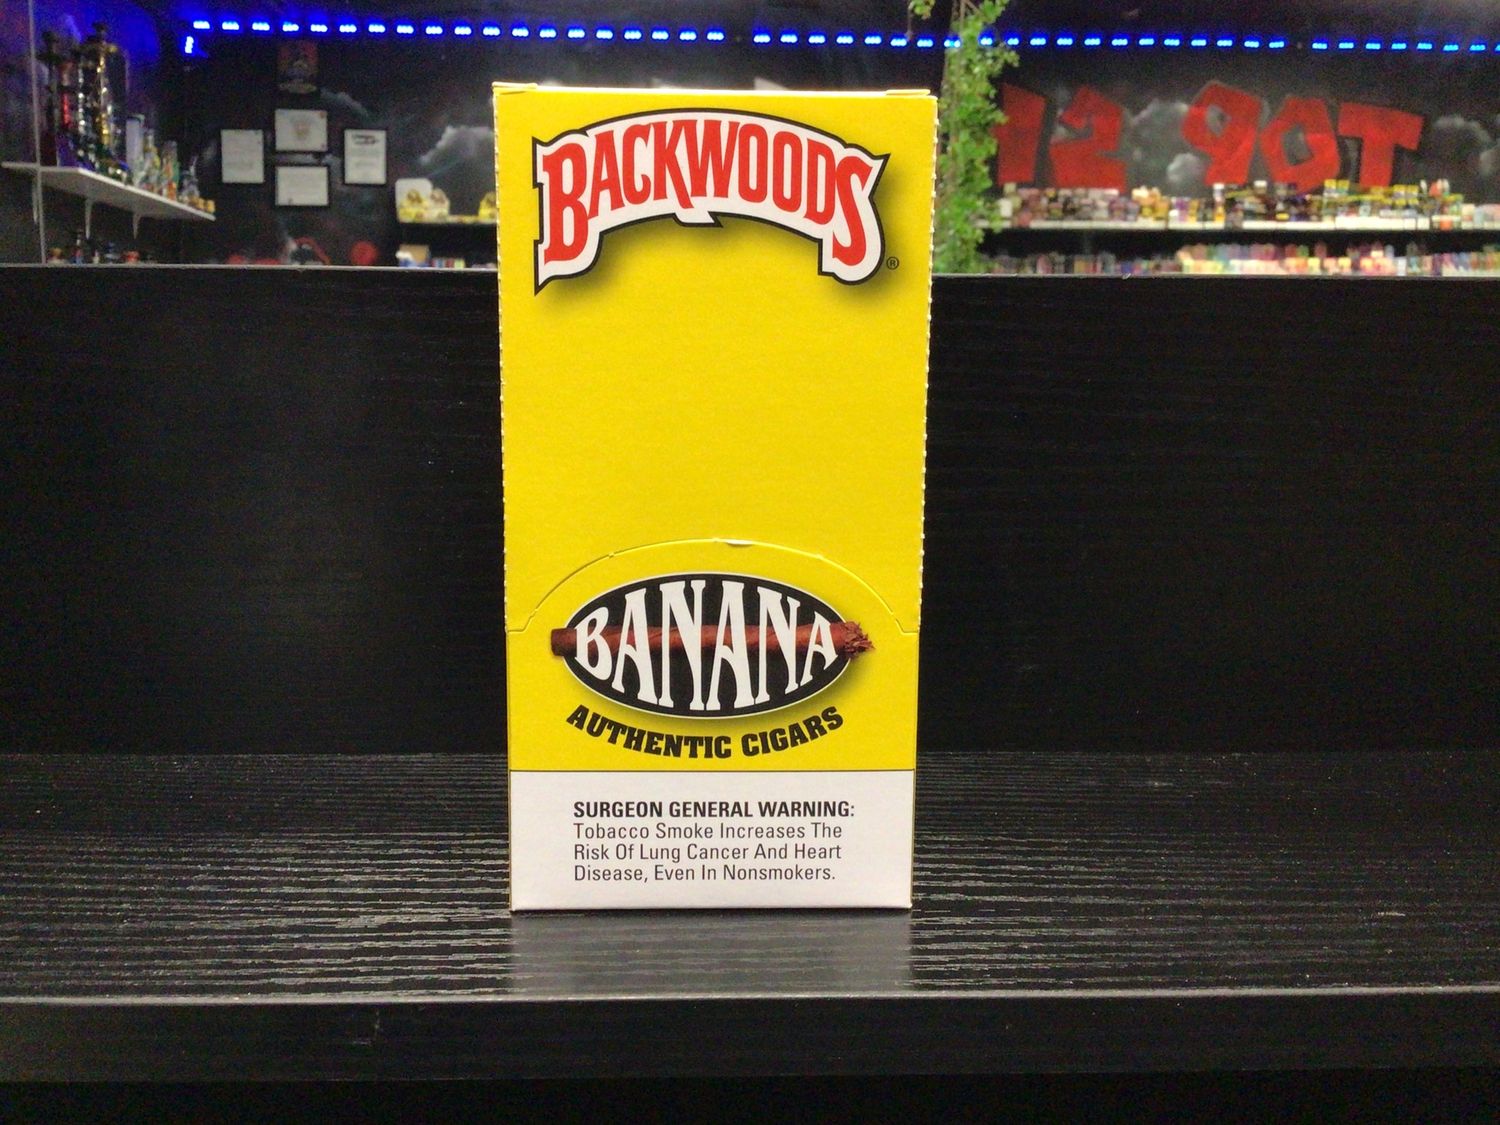 BACKWOODS®
BANANA
AUTHENTIC CIGARS
SURGEON GENERAL WARNING:
Tobacco Smoke Increases The
Risk Of Lung Cancer And Heart
Disease, Even In Nonsmokers.